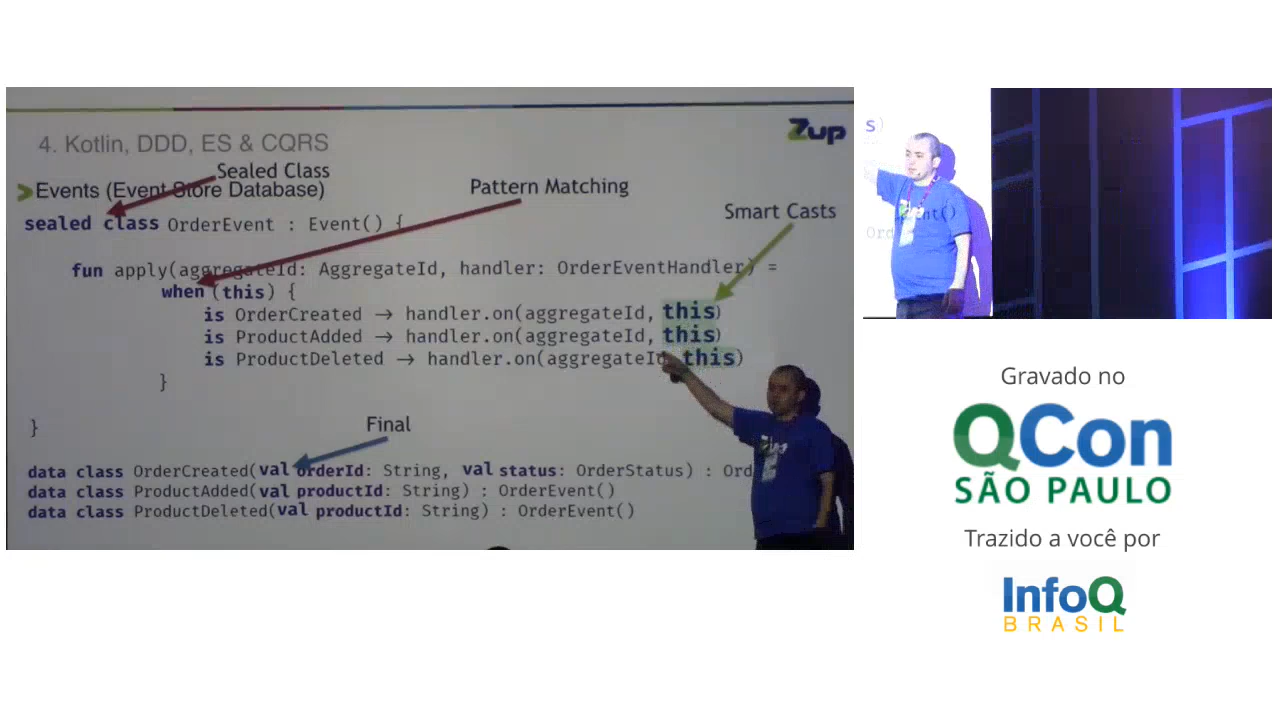 4. Kotlin, DDD, ES & CQRS
Zup
Sealed Class
Events (Event Store Database)
Pattern Matching
Smart Casts
sealed class OrderEvent : Event() {
fun apply(aggregateId: AggregateId, handler: OrderEventHandler) =
when (this) {
is OrderCreated → handler.on(aggregateId, this)
is ProductAdded → handler.on(aggregateId, this)
is ProductDeleted → handler.on(aggregateId, this)
}
}
Final
data class OrderCreated(val orderId: String, val status: OrderStatus) : Ord
data class ProductAdded(val productId: String) : OrderEvent()
data class ProductDeleted(val productId: String) : OrderEvent()
Gravado no
QCon
SÃO PAULO
Trazido a você por
InfoQ
BRASIL